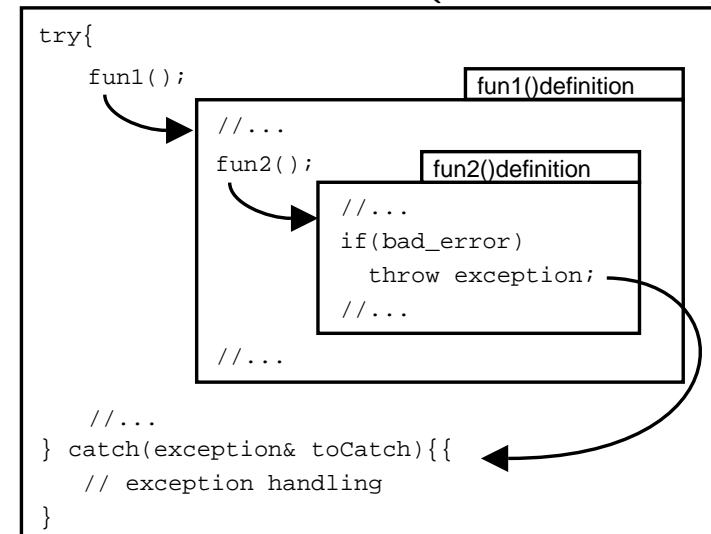 try{
fun1();
fun1()definition
//...
fun2();
fun2()definition
//...
if(bad_error)
throw exception;
//...
//...
//...
} catch(exception& toCatch){{
// exception handling
}